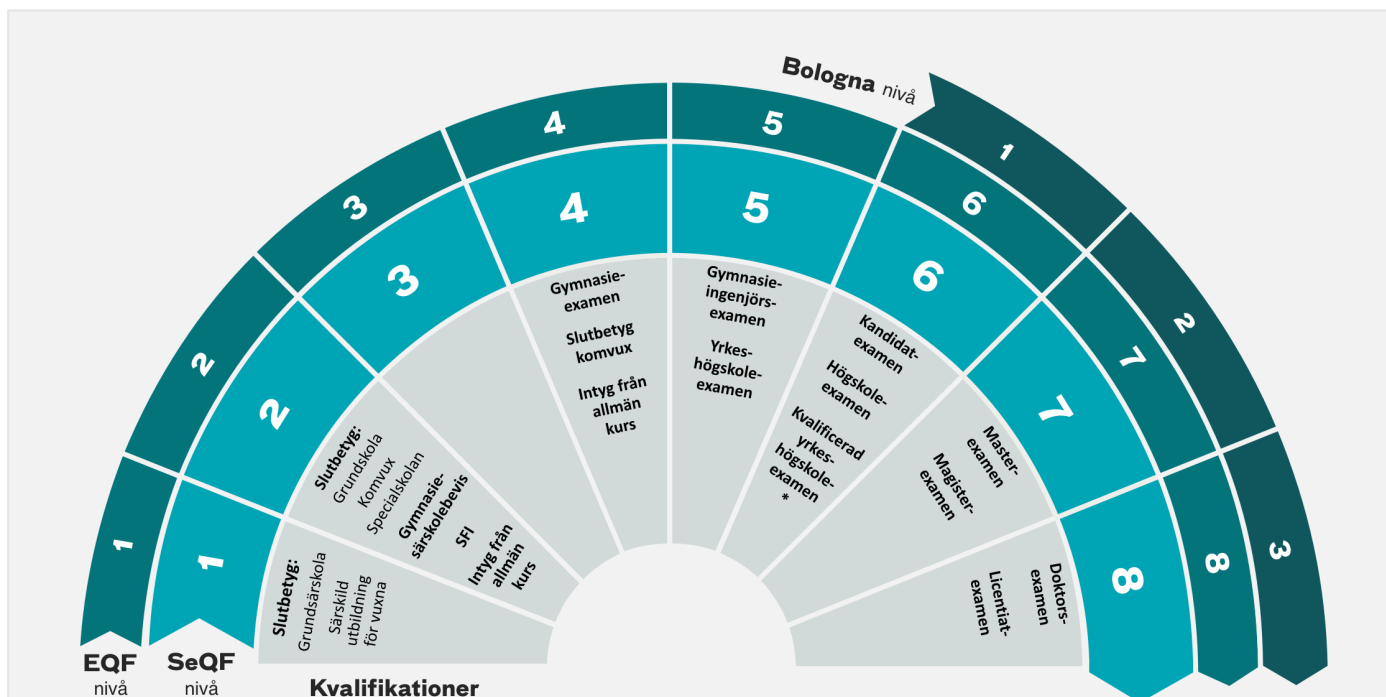 Bologna nivå
1
2
3
1
2
3
4
5
6
7
8
1
2
3
4
5
6
7
8
Slutbetyg:
Grundsärskola
Särskild
utbildning
för vuxna
Slutbetyg:
Grundskola
Komvux
Specialskolan
Gymnasie-
särskolebevis
SFI
Intyg från
allmän
kurs
Gymnasie-
examen
Slutbetyg
komvux
Intyg från
allmän
kurs
Gymnasie-
ingenjörs-
examen
Yrkes-
högskole-
examen
Kandidat-
examen
Högskole-
examen
Kvalificerad
yrkes-
högskole-
examen
*
Master-
examen
Magister-
examen
Doktors-
examen
Licentiat-
examen
EQF
nivå
SeQF
nivå
Kvalifikationer